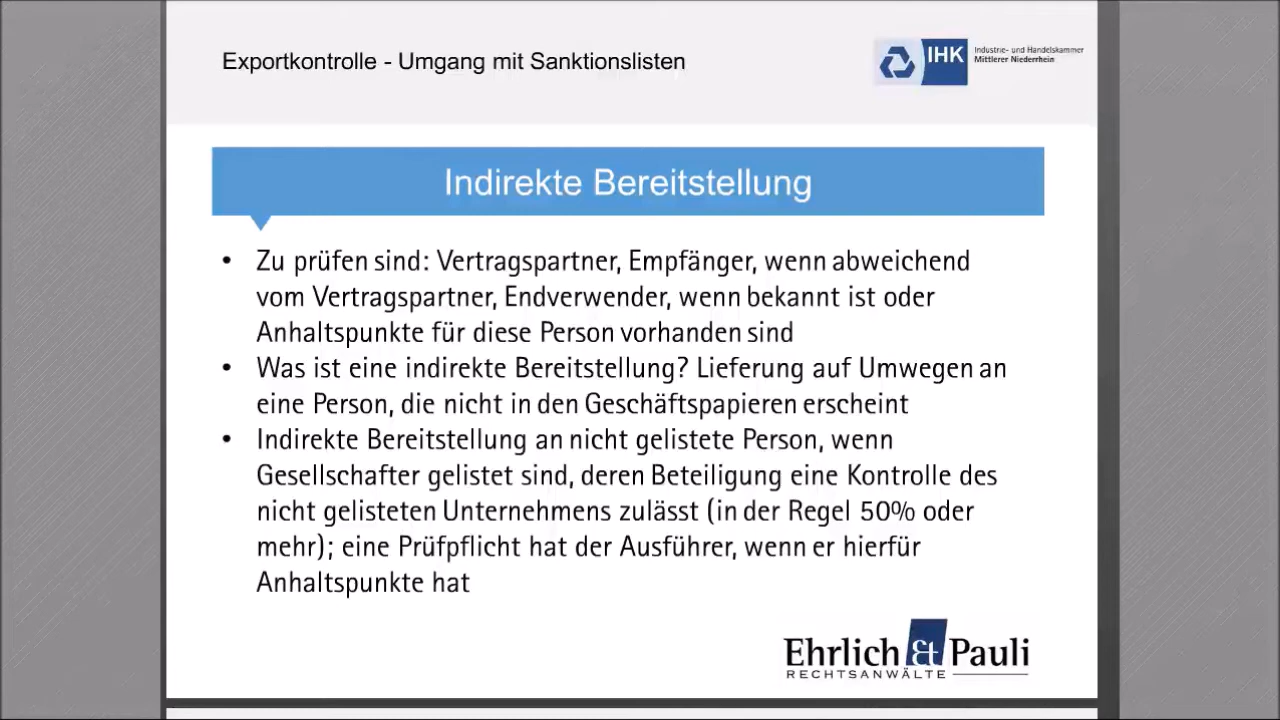 Exportkontrolle - Umgang mit Sanktionslisten
IHK
Industrie- und Handelskammer
Mittlerer Niederrhein
Indirekte Bereitstellung
• Zu prüfen sind: Vertragspartner, Empfänger, wenn abweichend
vom Vertragspartner, Endverwender, wenn bekannt ist oder
Anhaltspunkte für diese Person vorhanden sind
• Was ist eine indirekte Bereitstellung? Lieferung auf Umwegen an
eine Person, die nicht in den Geschäftspapieren erscheint
• Indirekte Bereitstellung an nicht gelistete Person, wenn
Gesellschafter gelistet sind, deren Beteiligung eine Kontrolle des
nicht gelisteten Unternehmens zulässt (in der Regel 50% oder
mehr); eine Prüfpflicht hat der Ausführer, wenn er hierfür
Anhaltspunkte hat
Ehrlich et Pauli
RECHTSANWÄLTE